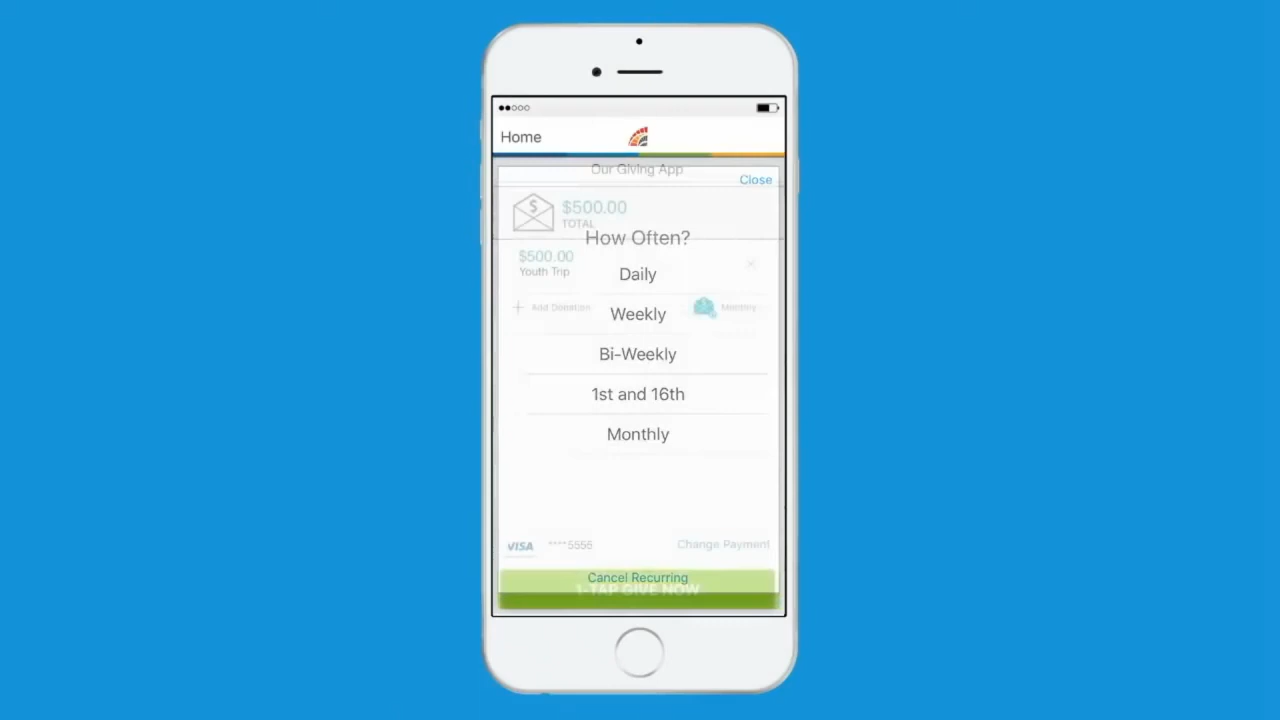 Home
Our Giving App
Close
$500.00
TOTAL
How Often?
$500.00
Youth Trip
Daily
Add Donation
Monthly
Weekly
Bi-Weekly
1st and 16th
Monthly
VISA ****5556 Change Payment
Cancel Recurring
1-TAP GIVE NOW